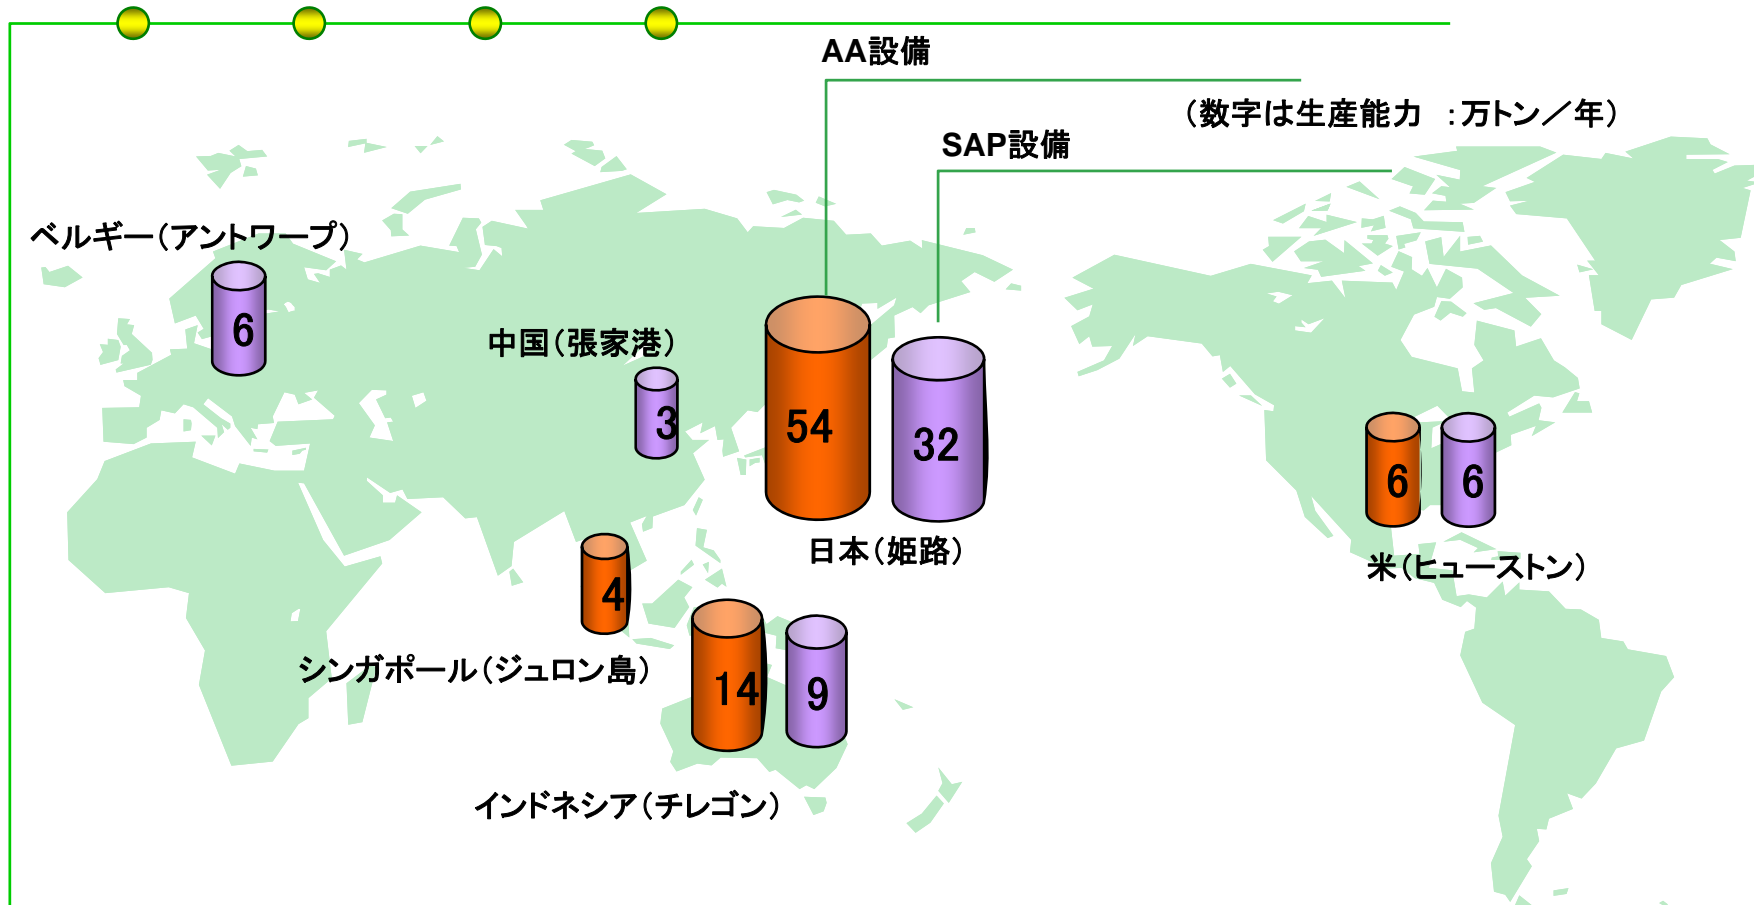 AA設備
（数字は生産能力　：万トン／年）
SAP設備
ベルギー（アントワープ）
6
中国（張家港）
3
54
32
日本（姫路）
6
6
米（ヒューストン）
4
シンガポール（ジュロン島）
14
9
インドネシア（チレゴン）